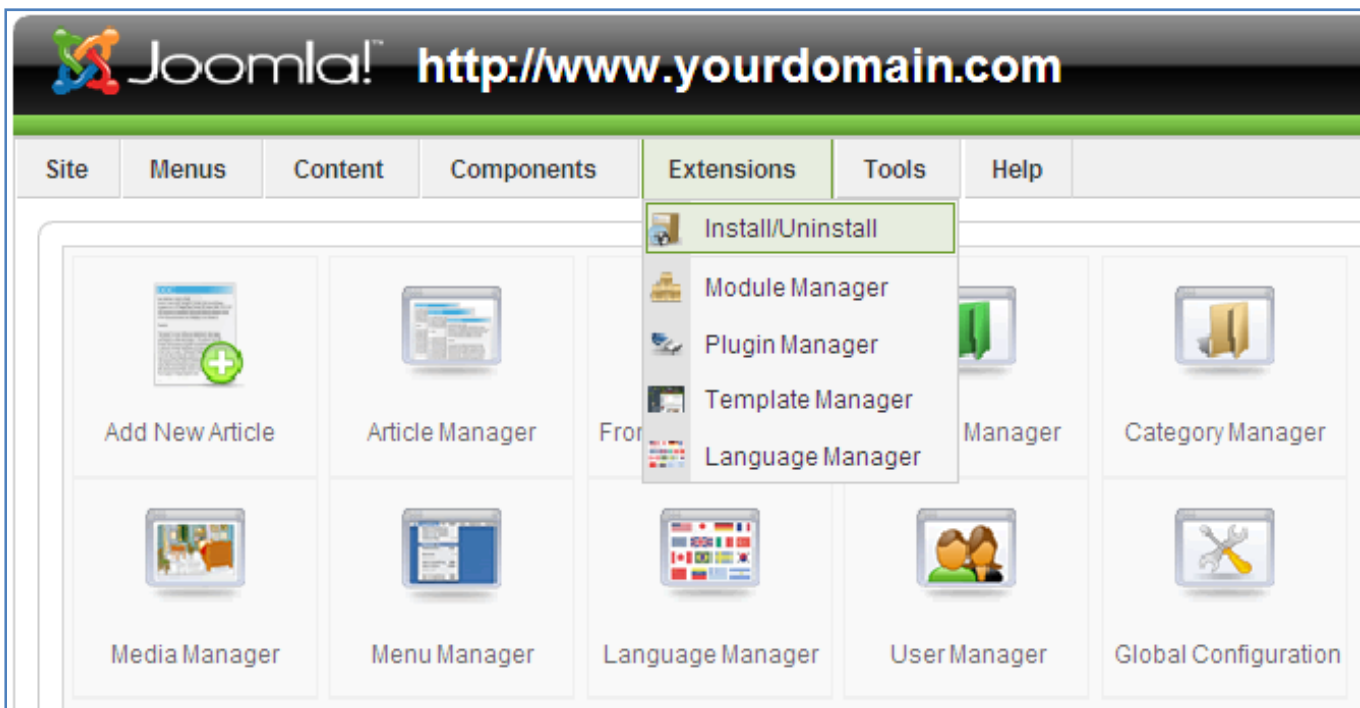 Joomla!™ http://www.yourdomain.com
Site Menus Content Components Extensions Tools Help
Install/Uninstall
Module Manager
Plugin Manager
Template Manager
Language Manager
Add New Article Article Manager Manager Category Manager
Media Manager Menu Manager Language Manager User Manager Global Configuration